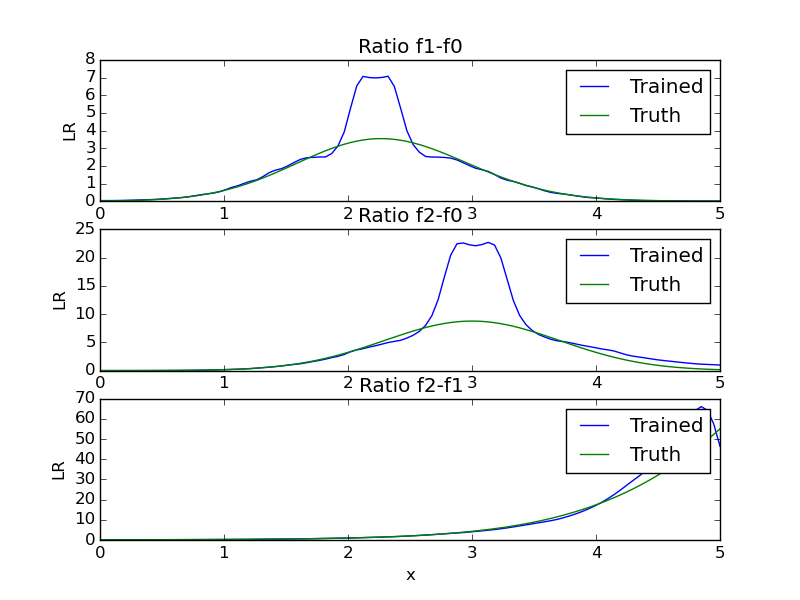 Ratio f1-f0
8
7
6
5
4
3
2
1
0
LR
Trained
Truth
0 1 2 3 4 5
Ratio f2-f0
25
20
15
10
5
0
LR
Trained
Truth
0 1 2 3 4 5
Ratio f2-f1
70
60
50
40
30
20
10
0
LR
Trained
Truth
0 1 2 3 4 5
x